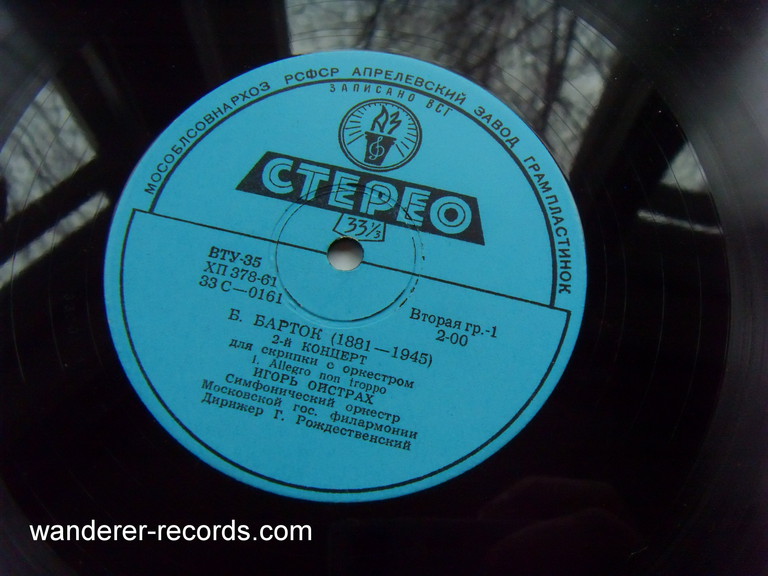 МОСОБЛСОВНАРХОЗ РСФСР АПРЕЛЕВСКИЙ ЗАВОД ГРАМПЛАСТИНОК
ЗАПИСАНО ВСГ
АЗ
СТЕРЕО
33⅓
ВТУ-35
ХП 378-61
33 С—0161
Вторая гр.-1
2-00
Б. БАРТОК (1881—1945)
2-й КОНЦЕРТ
для скрипки с оркестром
1. Allegro non troppo
ИГОРЬ ОЙСТРАХ
Симфонический оркестр
Московской гос. филармонии
Дирижер Г. Рождественский
wanderer-records.com